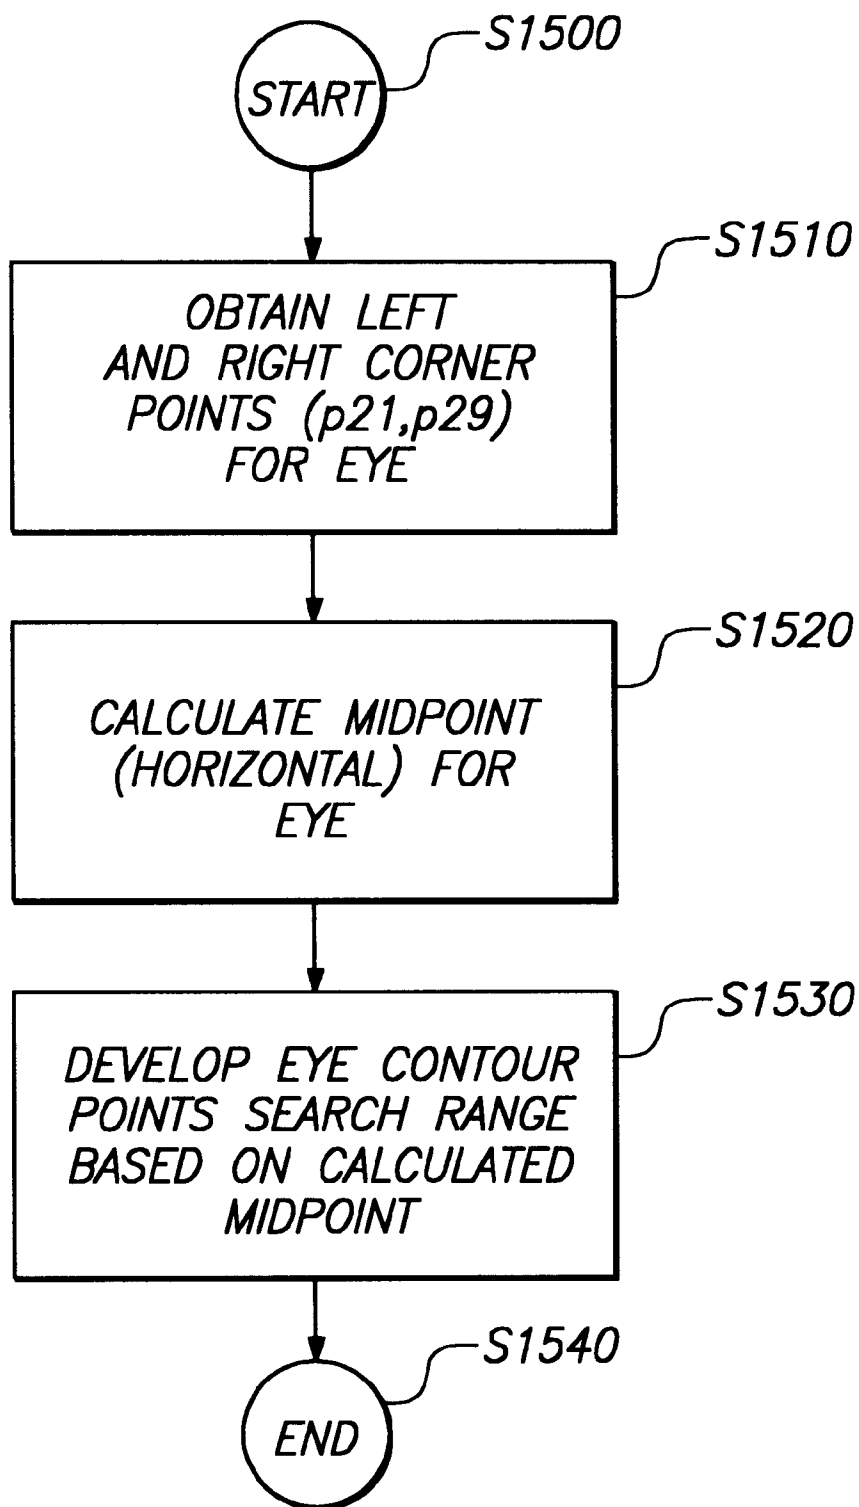 S1500
START
S1510
OBTAIN LEFT
AND RIGHT CORNER
POINTS (p21,p29)
FOR EYE
S1520
CALCULATE MIDPOINT
(HORIZONTAL) FOR
EYE
S1530
DEVELOP EYE CONTOUR
POINTS SEARCH RANGE
BASED ON CALCULATED
MIDPOINT
S1540
END